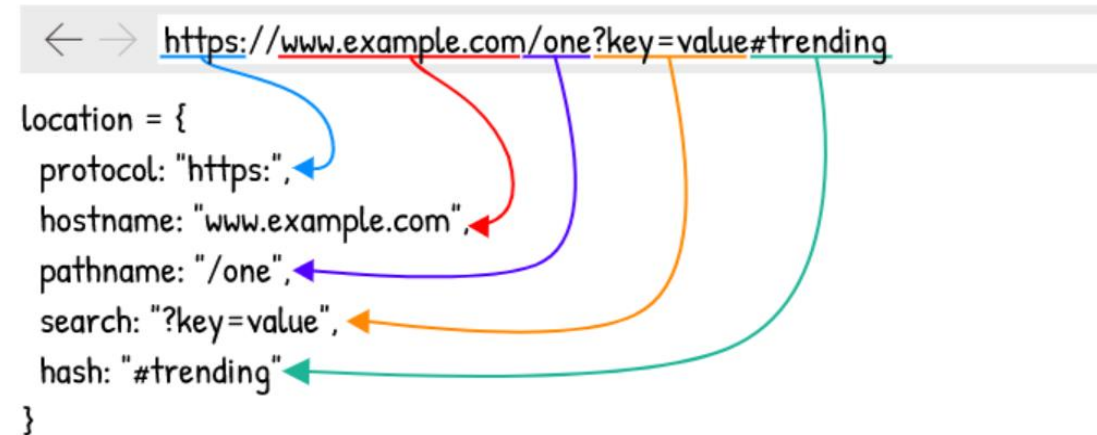 https://www.example.com/one?key=value#trending
location = {
protocol: "https:",
hostname: "www.example.com",
pathname: "/one",
search: "?key=value",
hash: "#trending"
}